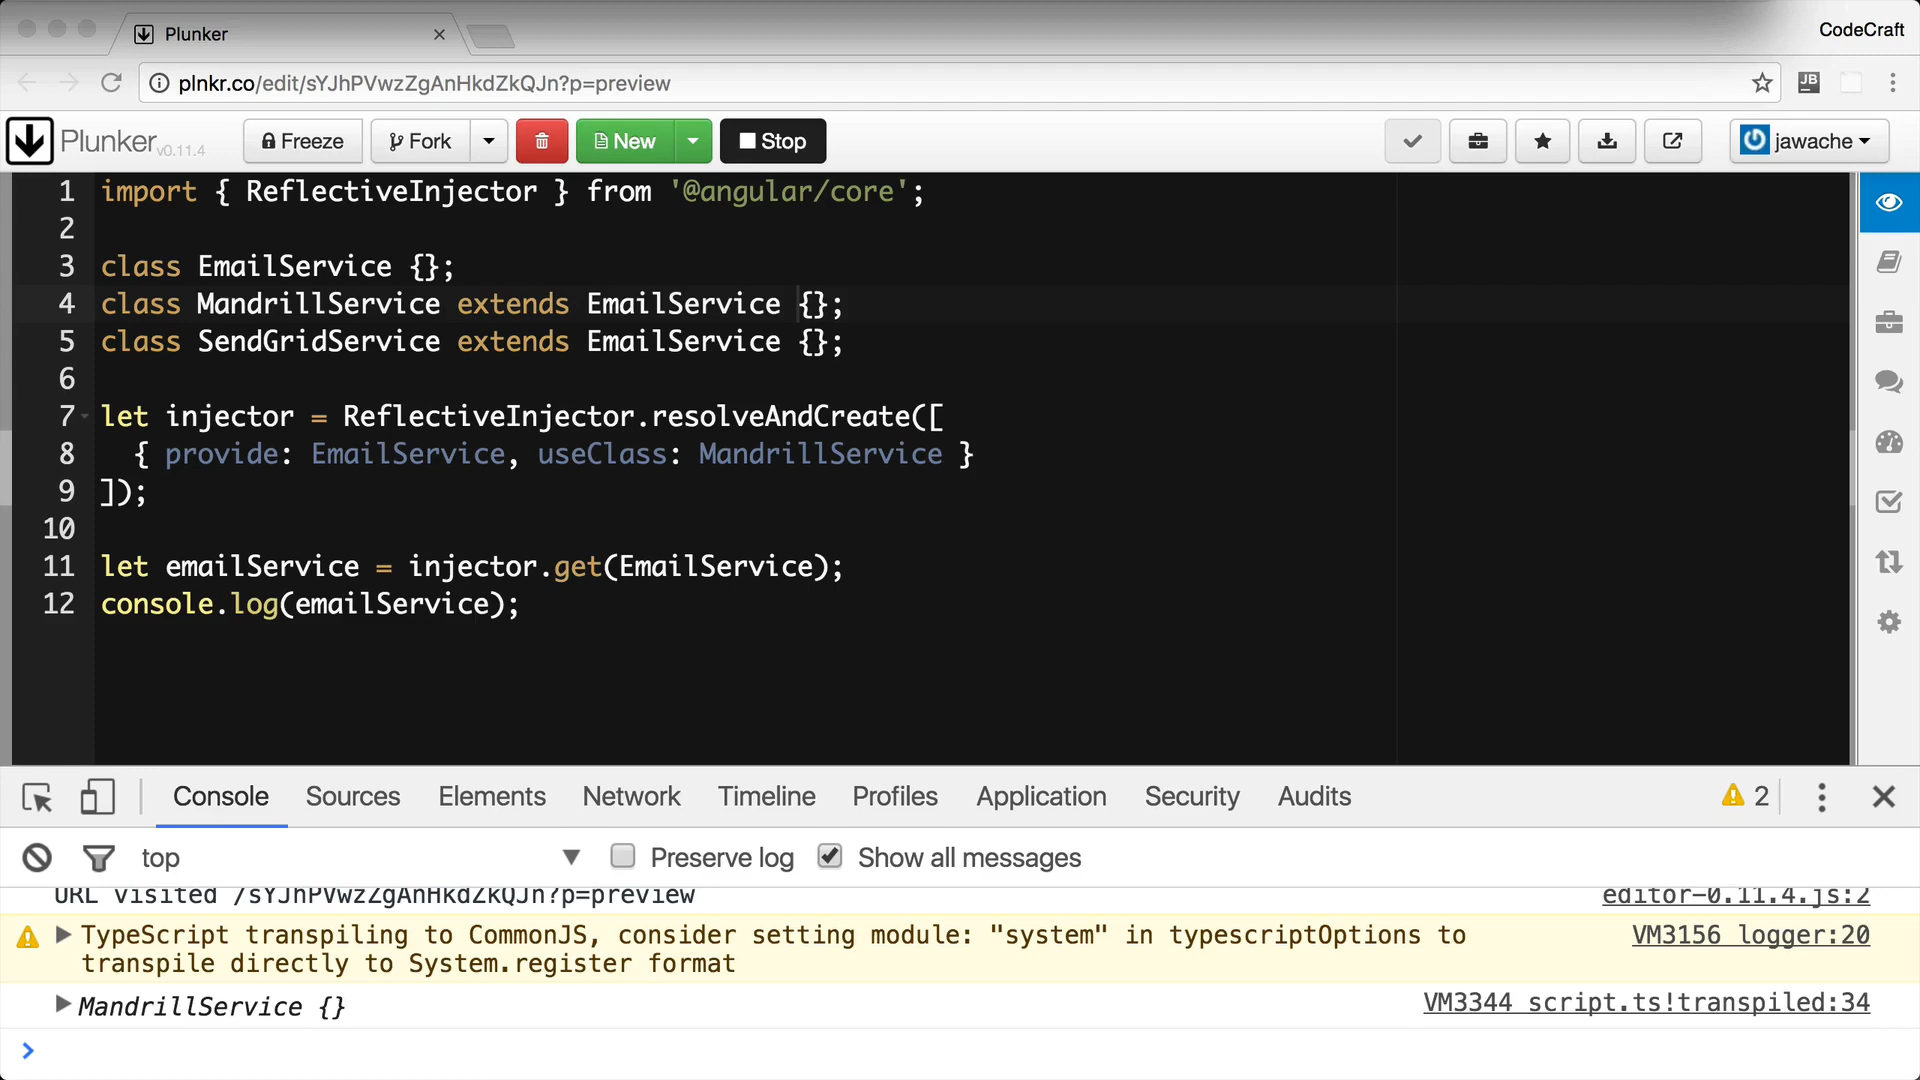 Plunker
CodeCraft
plnkr.co/edit/sYJhPVwzZgAnHkdZkQJn?p=preview
JB
Plunker v0.11.4
Freeze
Fork
New
Stop
jawache
1 import { ReflectiveInjector } from '@angular/core';
2
3 class EmailService {};
4 class MandrillService extends EmailService {};
5 class SendGridService extends EmailService {};
6
7 let injector = ReflectiveInjector.resolveAndCreate([
8 { provide: EmailService, useClass: MandrillService }
9 ]);
10
11 let emailService = injector.get(EmailService);
12 console.log(emailService);
Console Sources Elements Network Timeline Profiles Application Security Audits 2
top Preserve log Show all messages
URL visited /sYJhPVwzZgAnHkdZkQJn?p=preview editor-0.11.4.js:2
TypeScript transpiling to CommonJS, consider setting module: "system" in typescriptOptions to VM3156 logger:20
transpile directly to System.register format
MandrillService {} VM3344 script.ts!transpiled:34